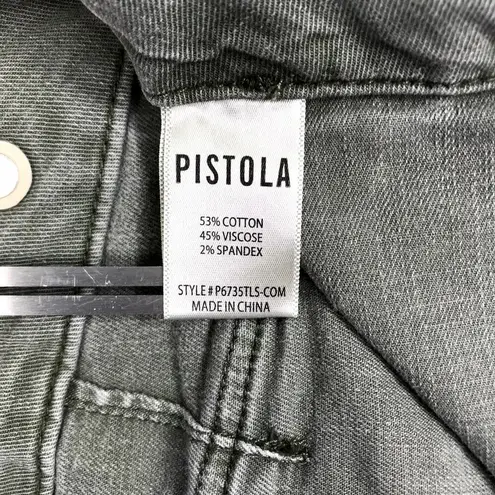 PISTOLA
53% COTTON
45% VISCOSE
2% SPANDEX
STYLE # P6735TLS-COM
MADE IN CHINA